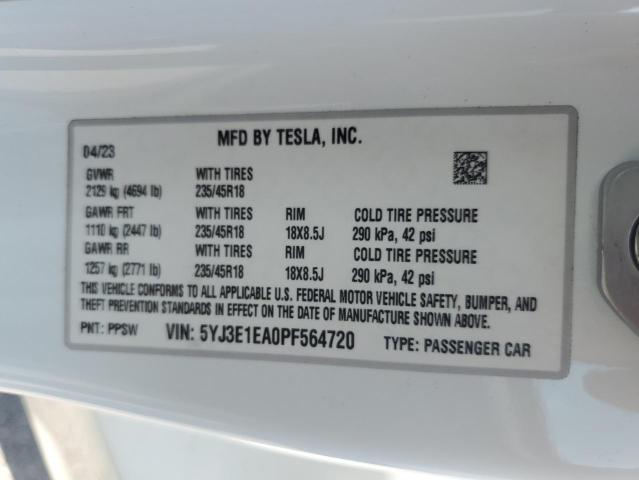 MFD BY TESLA, INC.
04/23
GVWR WITH TIRES
2129 kg (4694 lb) 235/45R18
GAWR FRT WITH TIRES RIM COLD TIRE PRESSURE
1110 kg (2447 lb) 235/45R18 18X8.5J 290 kPa, 42 psi
GAWR RR WITH TIRES RIM COLD TIRE PRESSURE
1257 kg (2771 lb) 235/45R18 18X8.5J 290 kPa, 42 psi
THIS VEHICLE CONFORMS TO ALL APPLICABLE U.S. FEDERAL MOTOR VEHICLE SAFETY, BUMPER, AND
THEFT PREVENTION STANDARDS IN EFFECT ON THE DATE OF MANUFACTURE SHOWN ABOVE.
PNT: PPSW VIN: 5YJ3E1EA0PF564720 TYPE: PASSENGER CAR